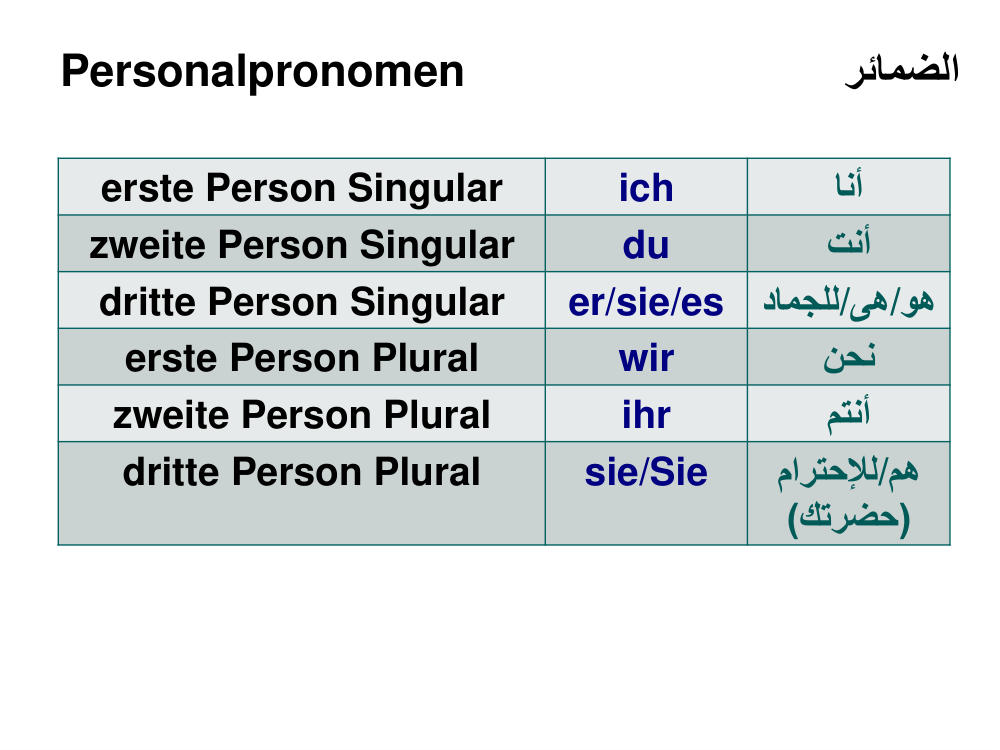 Personalpronomen الضمائر
erste Person Singular ich أنا
zweite Person Singular du أنت
dritte Person Singular er/sie/es هو/هى/للجماد
erste Person Plural wir نحن
zweite Person Plural ihr أنتم
dritte Person Plural sie/Sie هم/للإحترام
(حضرتك)